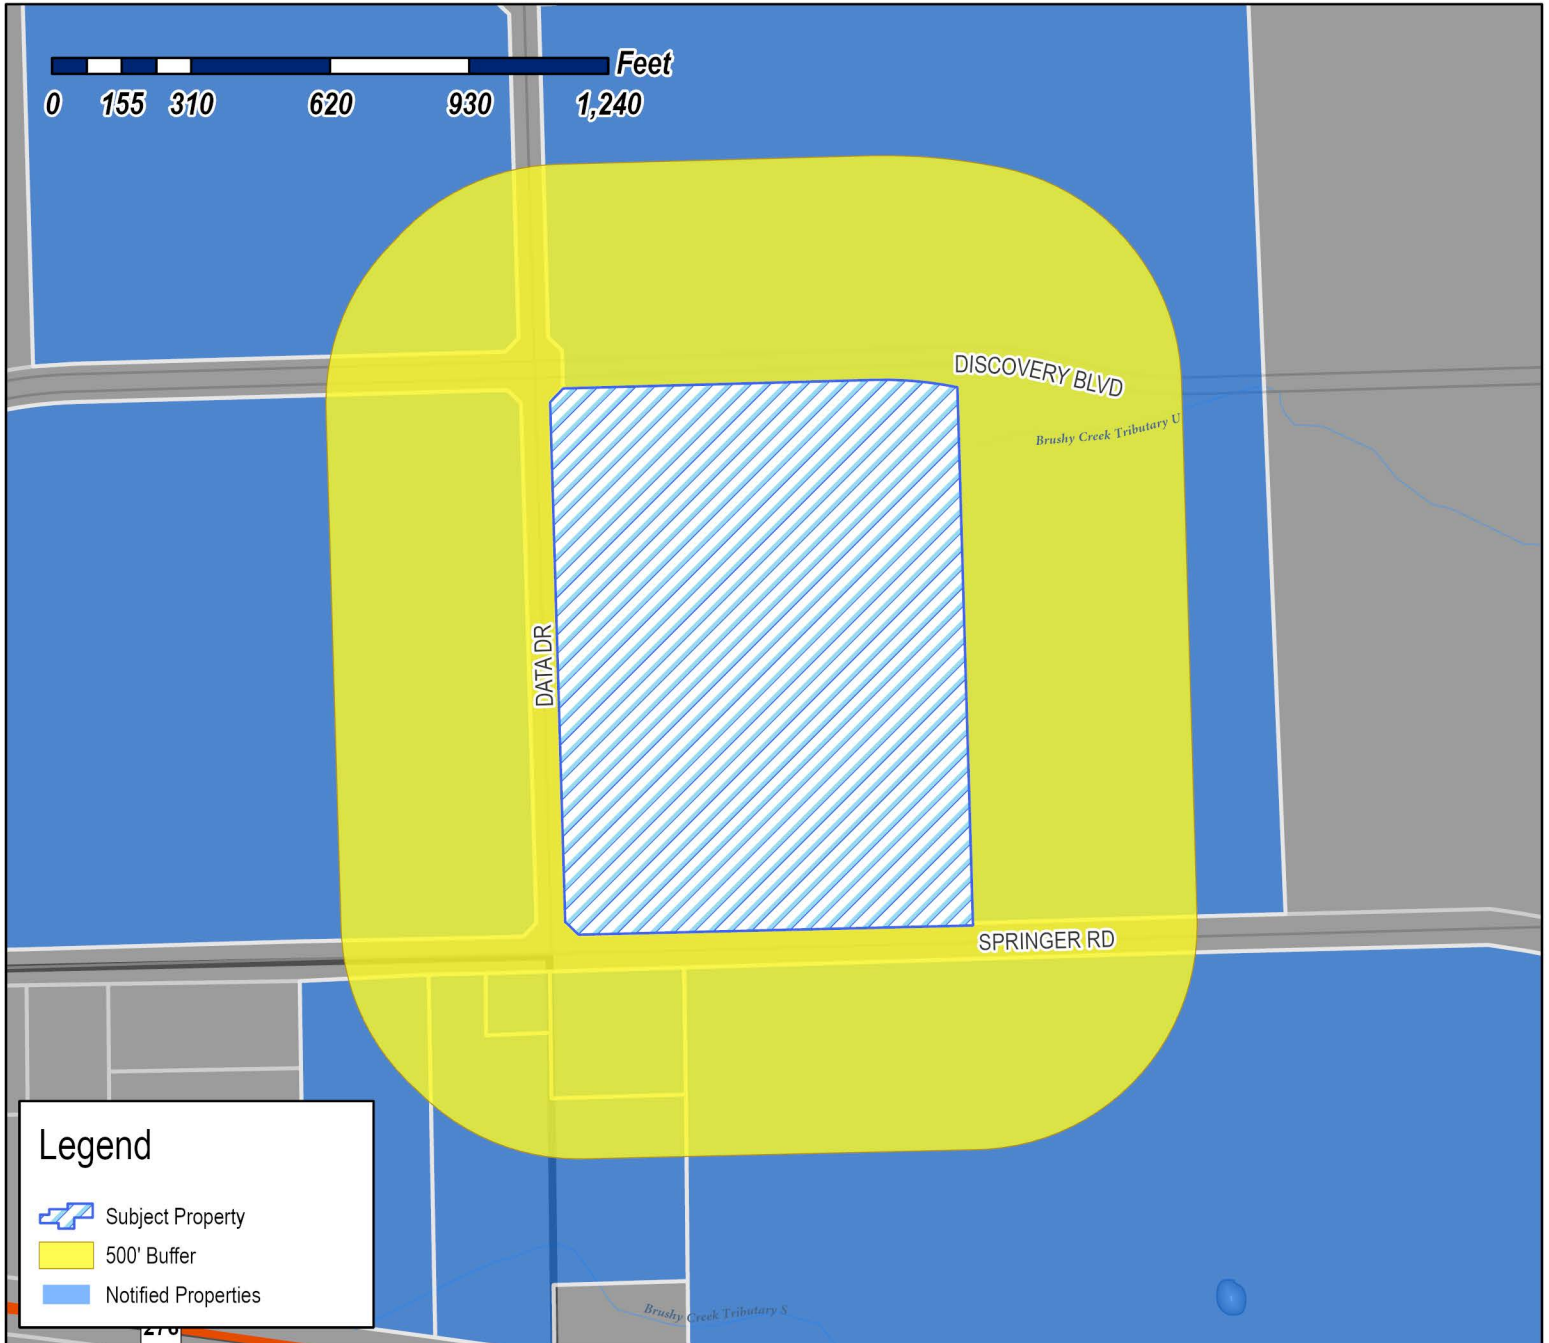 Feet
0 155 310 620 930 1,240
DISCOVERY BLVD
Brushy Creek Tributary U
DATA DR
SPRINGER RD
Legend
Subject Property
500' Buffer
Notified Properties
Brushy Creek Tributary S